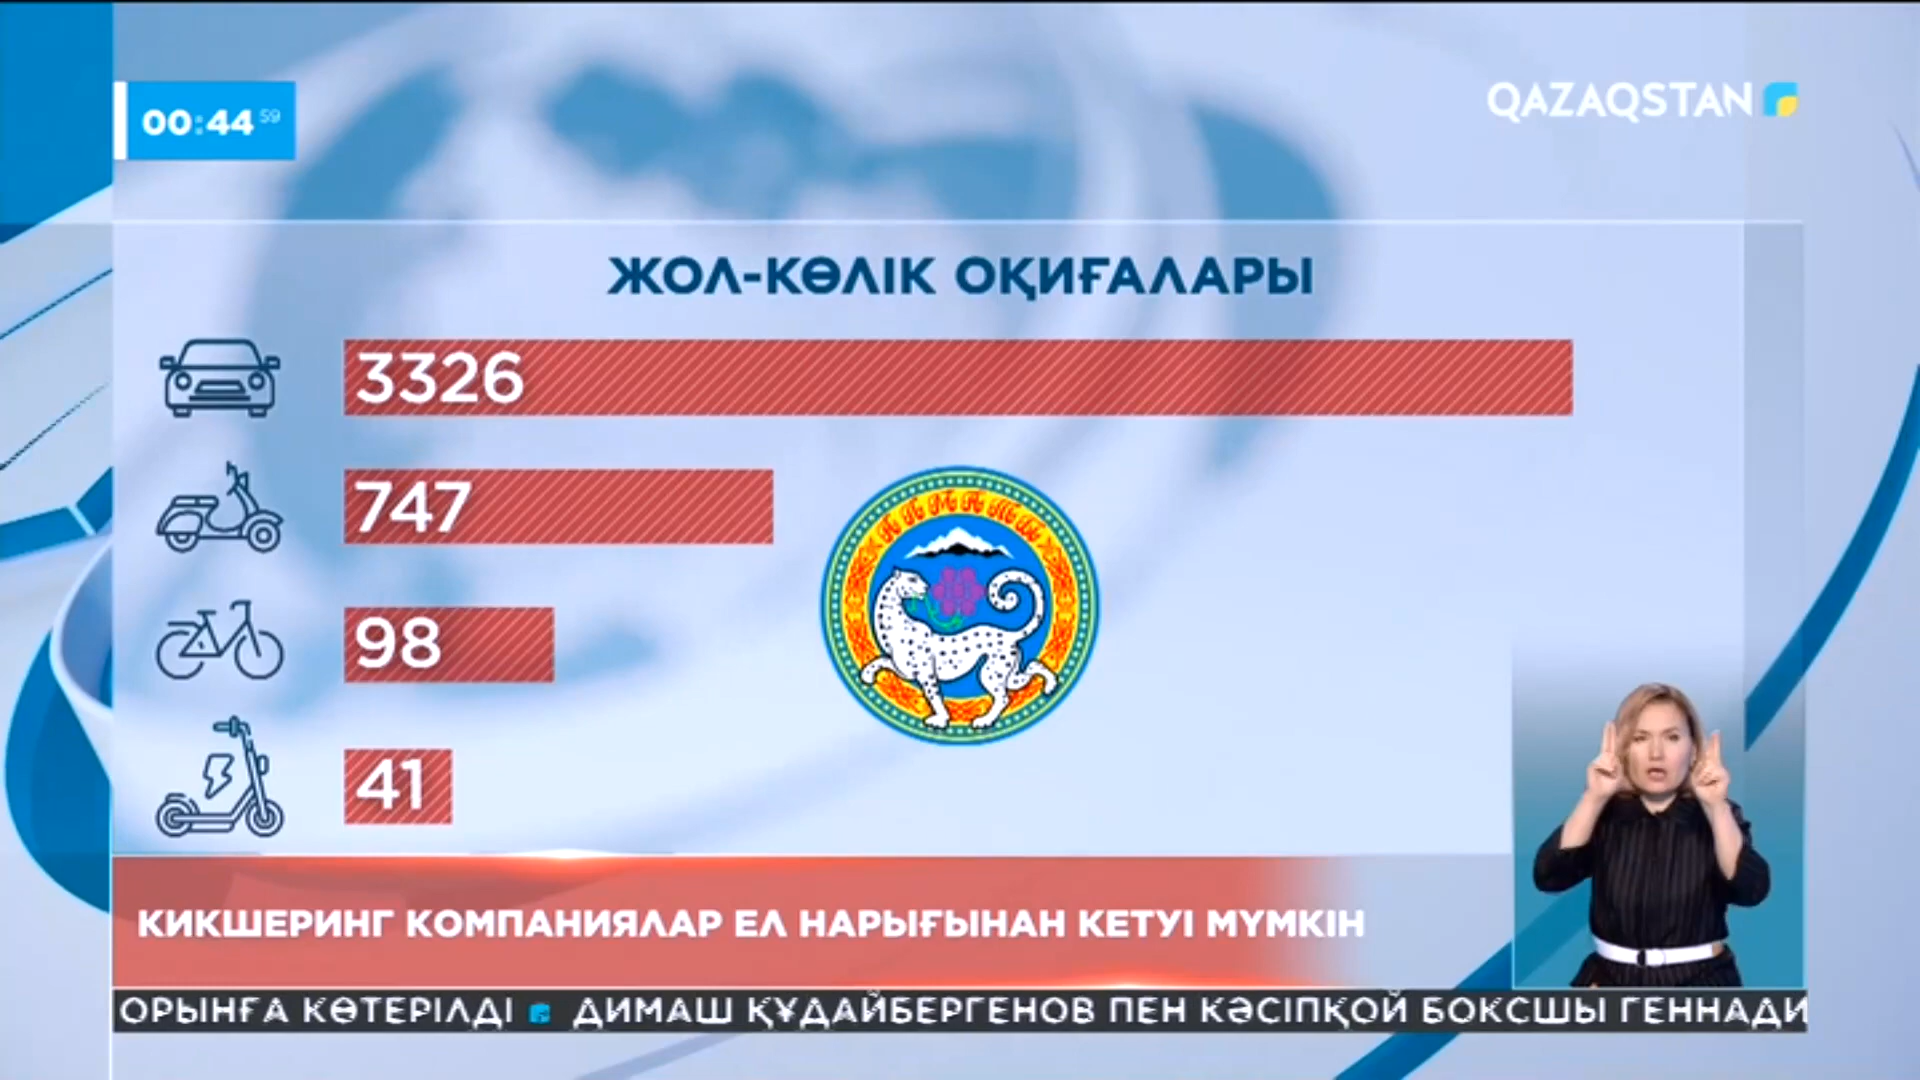 00:44 59
QAZAQSTAN
ЖОЛ-КӨЛІК ОҚИҒАЛАРЫ
3326
747
98
41
КИКШЕРИНГ КОМПАНИЯЛАР ЕЛ НАРЫҒЫНАН КЕТУІ МҮМКІН
ОРЫНҒА КӨТЕРІЛДІ ДИМАШ ҚҰДАЙБЕРГЕНОВ ПЕН КӘСІПҚОЙ БОКСШЫ ГЕННАДИ